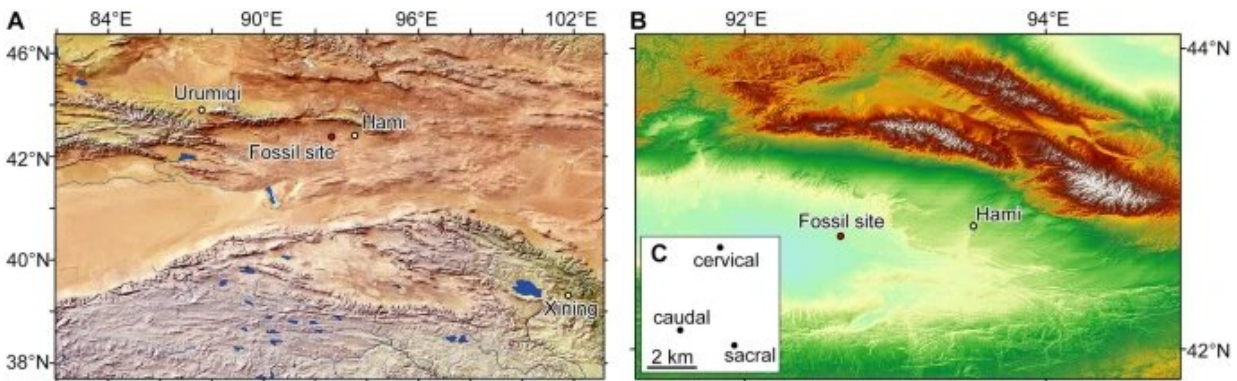 A
84°E 90°E 96°E 102°E
46°N
Urumqi
Hami
Fossil site
42°N
40°N
Xining
38°N
B
92°E 94°E
44°N
Fossil site
Hami
C
cervical
caudal
sacral
2 km
42°N